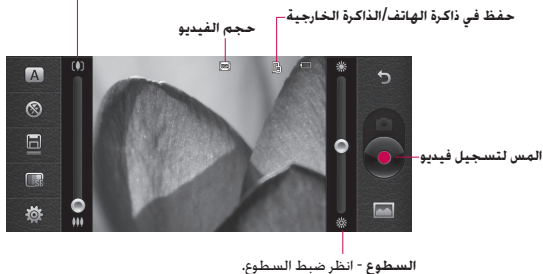 حفظ في ذاكرة الهاتف/الذاكرة الخارجية
حجم الفيديو
A
المس لتسجيل فيديو
السطوع - انظر ضبط السطوع.